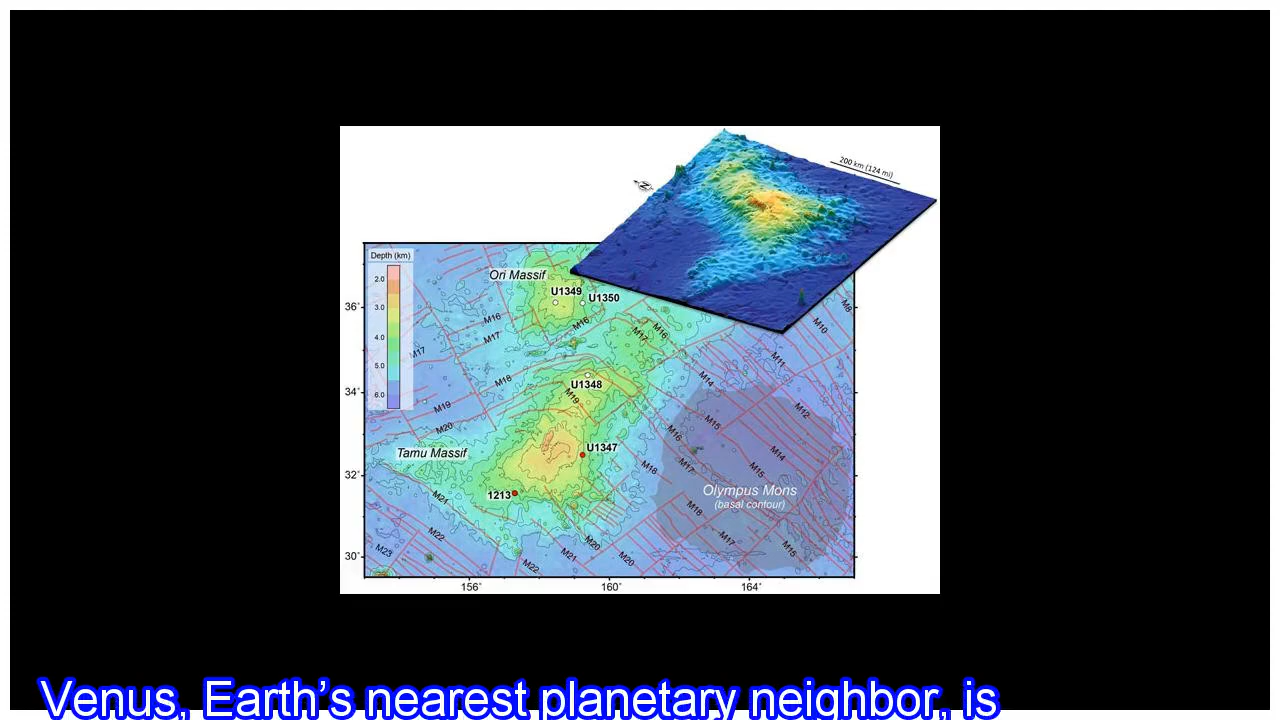 200 km (124 mi)
N
Depth (km)
2.0
3.0
4.0
5.0
6.0
Ori Massif
U1349
U1350
M16
M17
M16
M17
M16
M17
M18
M19
M20
U1348
M19
Tamu Massif
U1347
1213
M8
M10
M11
M12
M14
M14
M15
M15
M16
M17
M18
Olympus Mons
(basal contour)
M18
M17
M15
M21
M22
M23
M20
M21
M22
M20
36°
34°
32°
30°
156°
160°
164°
Venus, Earth’s nearest planetary neighbor, is